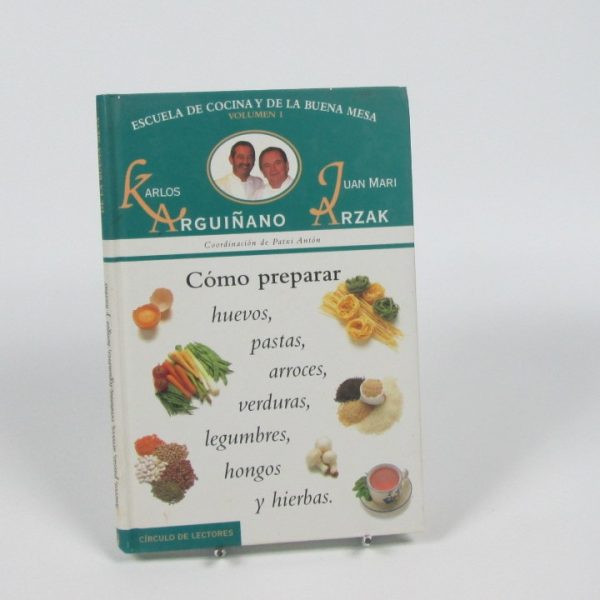 ESCUELA DE COCINA Y DE LA BUENA MESA
VOLUMEN 1
KARLOS ARGUIÑANO
JUAN MARI ARZAK
Coordinación de Patxi Antón
Cómo preparar
huevos,
pastas,
arroces,
verduras,
legumbres,
hongos
y hierbas.
CÍRCULO DE LECTORES